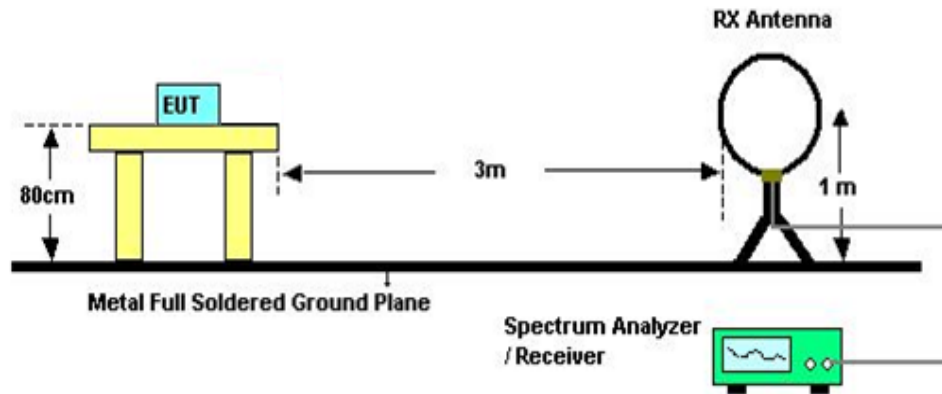 RX Antenna
EUT
80cm
3m
1 m
Metal Full Soldered Ground Plane
Spectrum Analyzer
/ Receiver